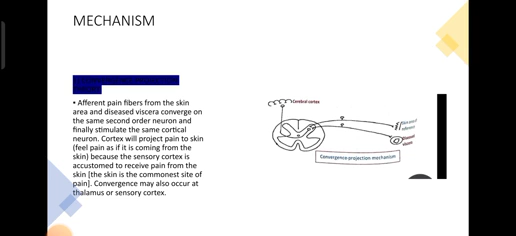 MECHANISM
• Afferent pain fibers from the skin
area and diseased viscera converge on
the same second order neuron and
finally stimulate the same cortical
neuron. Cortex will project pain to skin
(feel pain as if it is coming from the
skin) because the sensory cortex is
accustomed to receive pain from the
skin [the skin is the commonest site of
pain]. Convergence may also occur at
thalamus or sensory cortex.
Cerebral cortex
Convergence-projection mechanism